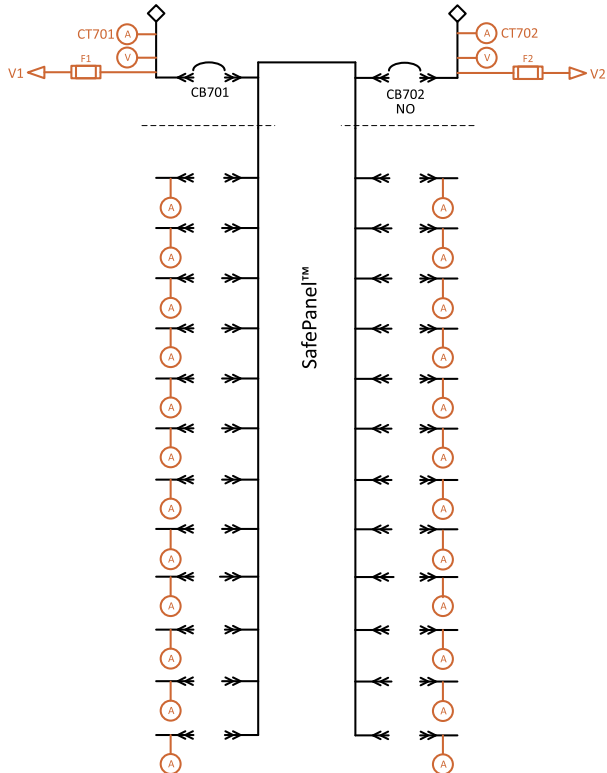 CT701 A
A CT702
V
V
V1 F1
F2 V2
CB701
CB702
NO
SafePanel™
A A
A A
A A
A A
A A
A A
A A
A A
A A
A A
A A
A A